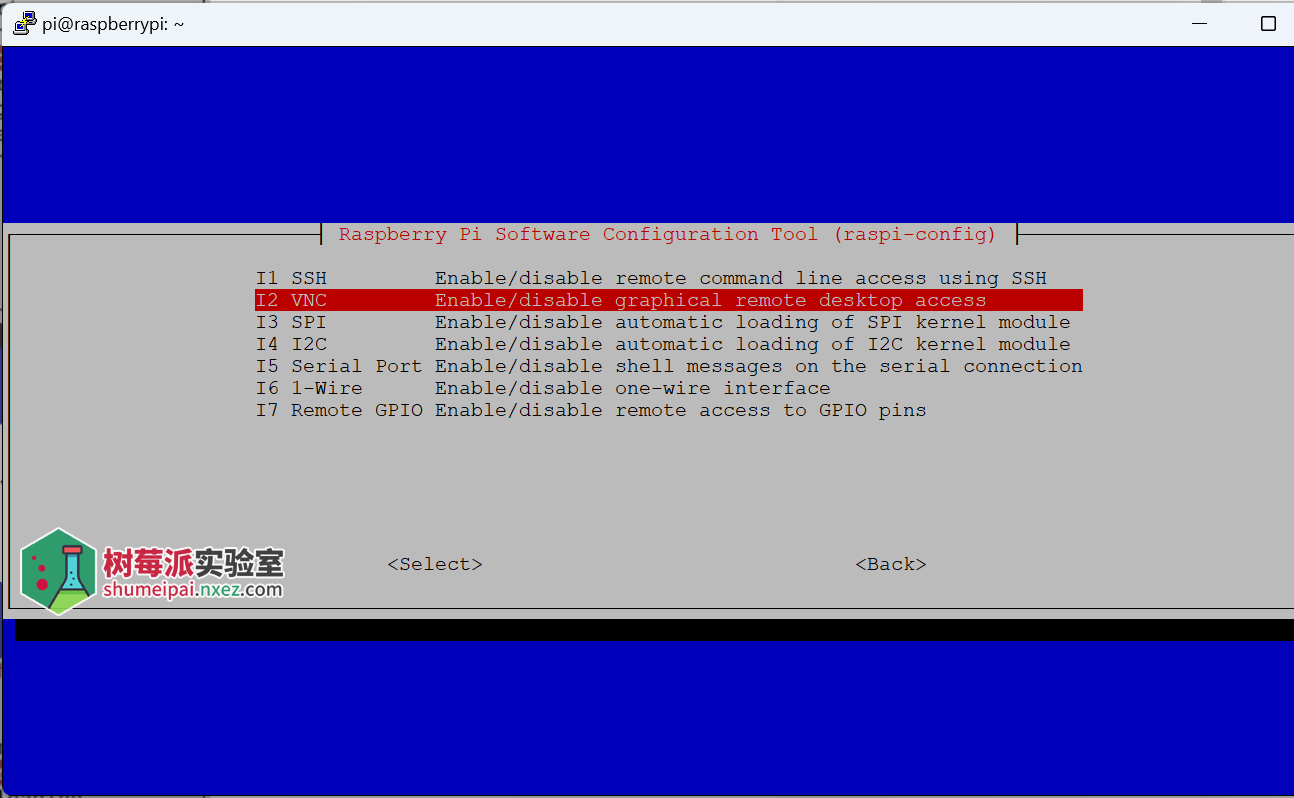 pi@raspberrypi: ~
Raspberry Pi Software Configuration Tool (raspi-config)
I1 SSH Enable/disable remote command line access using SSH
I2 VNC Enable/disable graphical remote desktop access
I3 SPI Enable/disable automatic loading of SPI kernel module
I4 I2C Enable/disable automatic loading of I2C kernel module
I5 Serial Port Enable/disable shell messages on the serial connection
I6 1-Wire Enable/disable one-wire interface
I7 Remote GPIO Enable/disable remote access to GPIO pins
<Select> <Back>
树莓派实验室
shumeipai.nxez.com